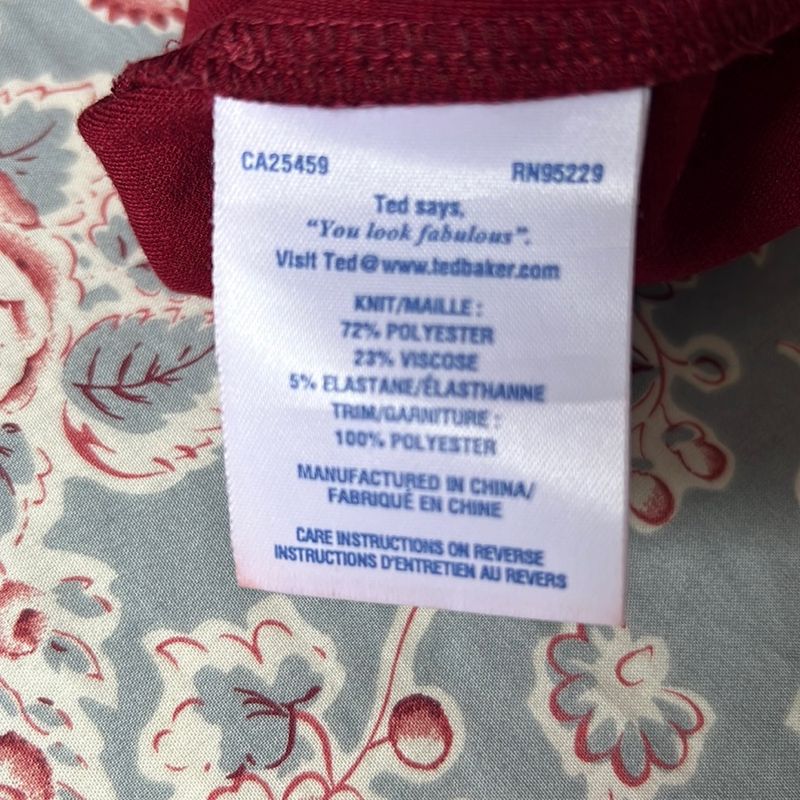 CA25459 RN95229
Ted says,
"You look fabulous".
Visit Ted@www.tedbaker.com
KNIT/MAILLE :
72% POLYESTER
23% VISCOSE
5% ELASTANE/ÉLASTHANNE
TRIM/GARNITURE :
100% POLYESTER
MANUFACTURED IN CHINA/
FABRIQUÉ EN CHINE
CARE INSTRUCTIONS ON REVERSE
INSTRUCTIONS D'ENTRETIEN AU REVERS